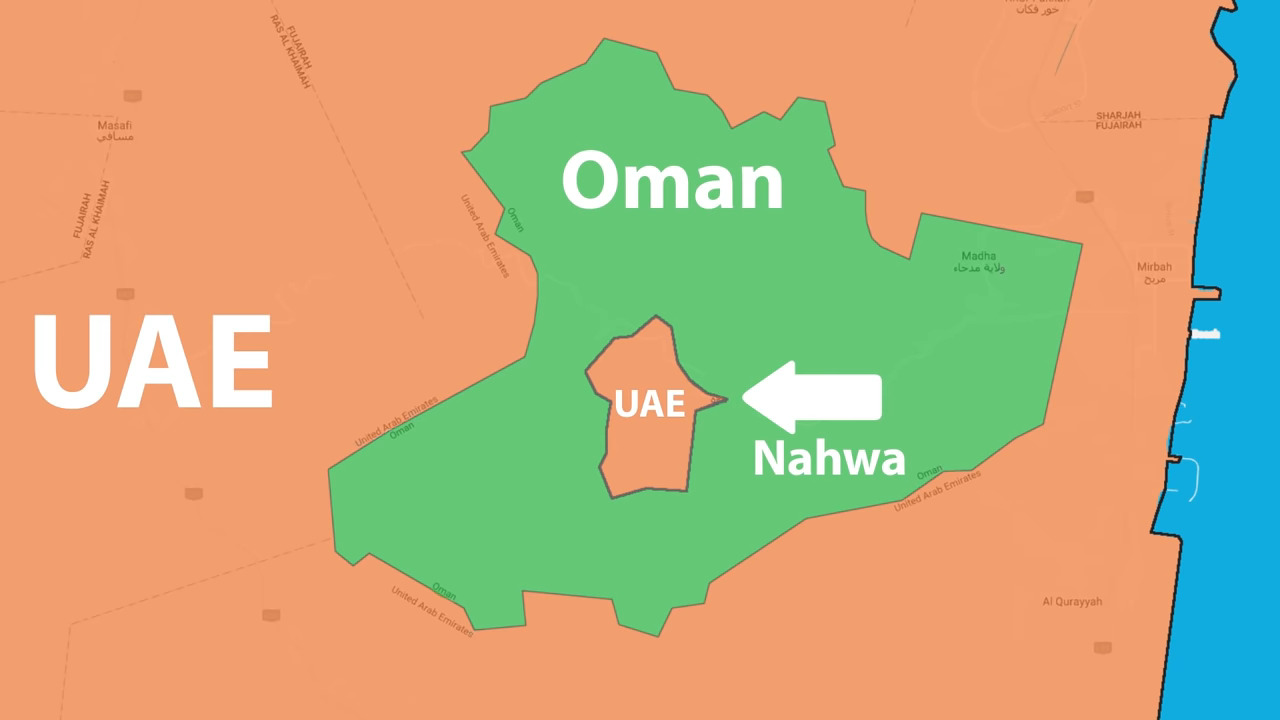 خور فكان
FUJAIRAH
RAS AL KHAIMAH
Masafi
مسافي
SHARJAH
FUJAIRAH
Oman
FUJAIRAH
RAS AL KHAIMAH
United Arab Emirates
Oman
Madha
ولاية مدحاء
Mirbah
مربح
UAE
UAE
Nahwa
United Arab Emirates
Oman
Oman
United Arab Emirates
Oman
United Arab Emirates
Al Qurayyah